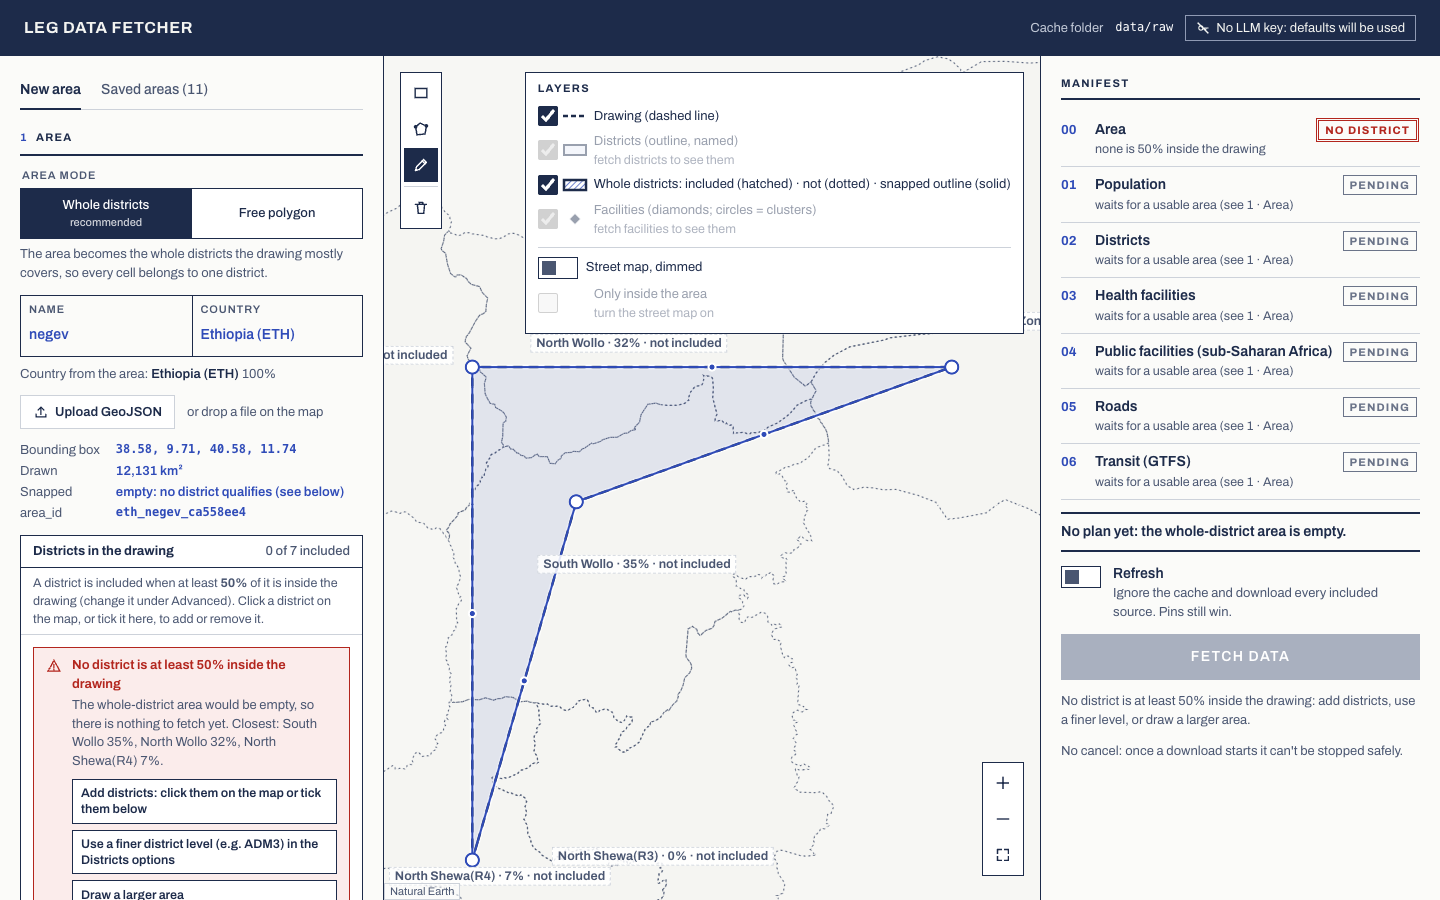 LEG DATA FETCHER
Cache folder data/raw
No LLM key: defaults will be used
New area
Saved areas (11)
1 AREA
AREA MODE
Whole districts
recommended
Free polygon
The area becomes the whole districts the drawing mostly
covers, so every cell belongs to one district.
NAME
negev
COUNTRY
Ethiopia (ETH)
Country from the area: Ethiopia (ETH) 100%
Upload GeoJSON
or drop a file on the map
Bounding box 38.58, 9.71, 40.58, 11.74
Drawn 12,131 km²
Snapped empty: no district qualifies (see below)
area_id eth_negev_ca558ee4
Districts in the drawing 0 of 7 included
A district is included when at least 50% of it is inside the
drawing (change it under Advanced). Click a district on
the map, or tick it here, to add or remove it.
No district is at least 50% inside the
drawing
The whole-district area would be empty, so
there is nothing to fetch yet. Closest: South
Wollo 35%, North Wollo 32%, North
Shewa(R4) 7%.
Add districts: click them on the map or tick
them below
Use a finer district level (e.g. ADM3) in the
Districts options
Draw a larger area
LAYERS
Drawing (dashed line)
Districts (outline, named)
fetch districts to see them
Whole districts: included (hatched) · not (dotted) · snapped outline (solid)
Facilities (diamonds; circles = clusters)
fetch facilities to see them
Street map, dimmed
Only inside the area
turn the street map on
North Wollo · 32% · not included
ot included
South Wollo · 35% · not included
North Shewa(R3) · 0% · not included
North Shewa(R4) · 7% · not included
Natural Earth
MANIFEST
00 Area NO DISTRICT
none is 50% inside the drawing
01 Population PENDING
waits for a usable area (see 1 · Area)
02 Districts PENDING
waits for a usable area (see 1 · Area)
03 Health facilities PENDING
waits for a usable area (see 1 · Area)
04 Public facilities (sub-Saharan Africa) PENDING
waits for a usable area (see 1 · Area)
05 Roads PENDING
waits for a usable area (see 1 · Area)
06 Transit (GTFS) PENDING
waits for a usable area (see 1 · Area)
No plan yet: the whole-district area is empty.
Refresh
Ignore the cache and download every included
source. Pins still win.
FETCH DATA
No district is at least 50% inside the drawing: add districts, use
a finer level, or draw a larger area.
No cancel: once a download starts it can't be stopped safely.